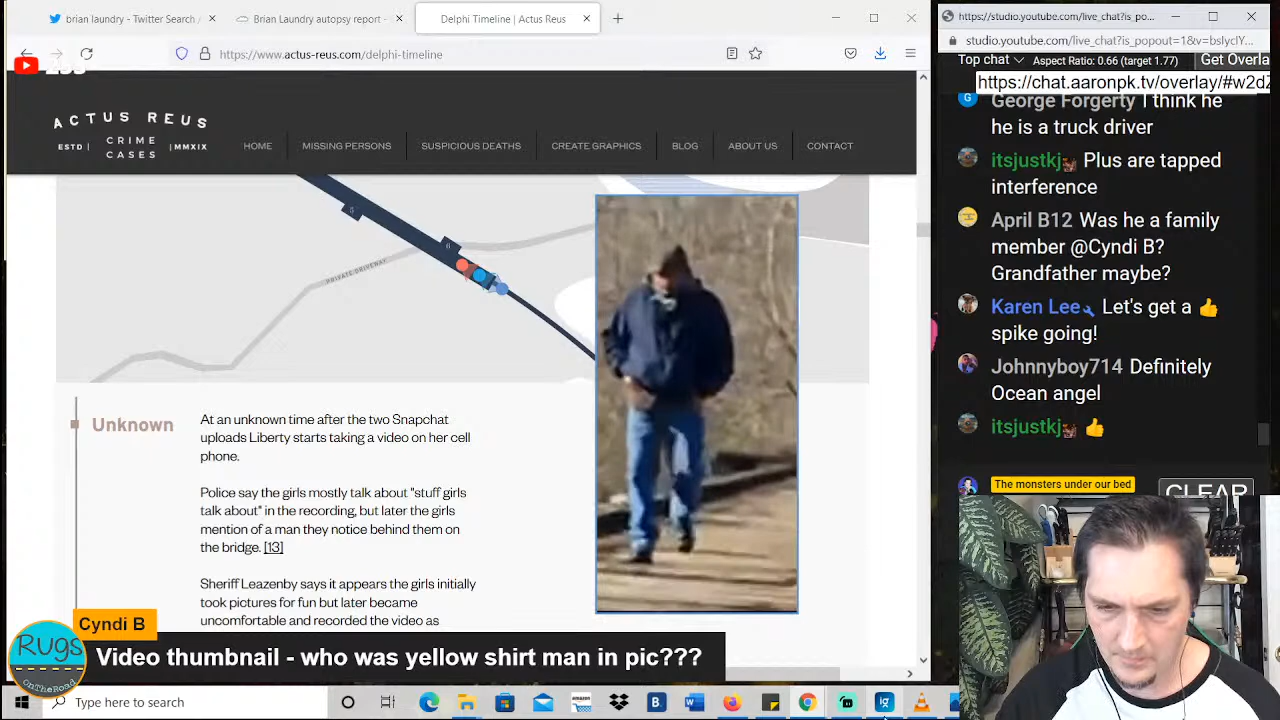 brian laundry - Twitter Search /
Brian Laundry autopsy report -
Delphi Timeline | Actus Reus
https://studio.youtube.com/live_chat?is_po...
https://www.actus-reus.com/delphi-timeline
studio.youtube.com/live_chat?is_popout=1&v=bslyclY...
Top chat
Aspect Ratio: 0.66 (target 1.77)
Get Overla
https://chat.aaronpk.tv/overlay/#w2dZ
ACTUS REUS
ESTD |
CRIME
CASES
| MMXIX
HOME
MISSING PERSONS
SUSPICIOUS DEATHS
CREATE GRAPHICS
BLOG
ABOUT US
CONTACT
George Forgerty I think he
he is a truck driver
itsjustkj Plus are tapped
interference
April B12 Was he a family
member @Cyndi B?
Grandfather maybe?
Karen Lee Let's get a 👍
spike going!
Johnnyboy714 Definitely
Ocean angel
itsjustkj 👍
The monsters under our bed
CLEAR
5
6
PRIVATE DRIVEWAY
Unknown
At an unknown time after the two Snapchat
uploads Liberty starts taking a video on her cell
phone.
Police say the girls mostly talk about "stuff girls
talk about" in the recording, but later the girls
mention of a man they notice behind them on
the bridge. [13]
Sheriff Leazenby says it appears the girls initially
took pictures for fun but later became
uncomfortable and recorded the video as
Cyndi B
RUGS
ONTHEROAD
Video thumbnail - who was yellow shirt man in pic???
Type here to search
amazon
B
W
ig